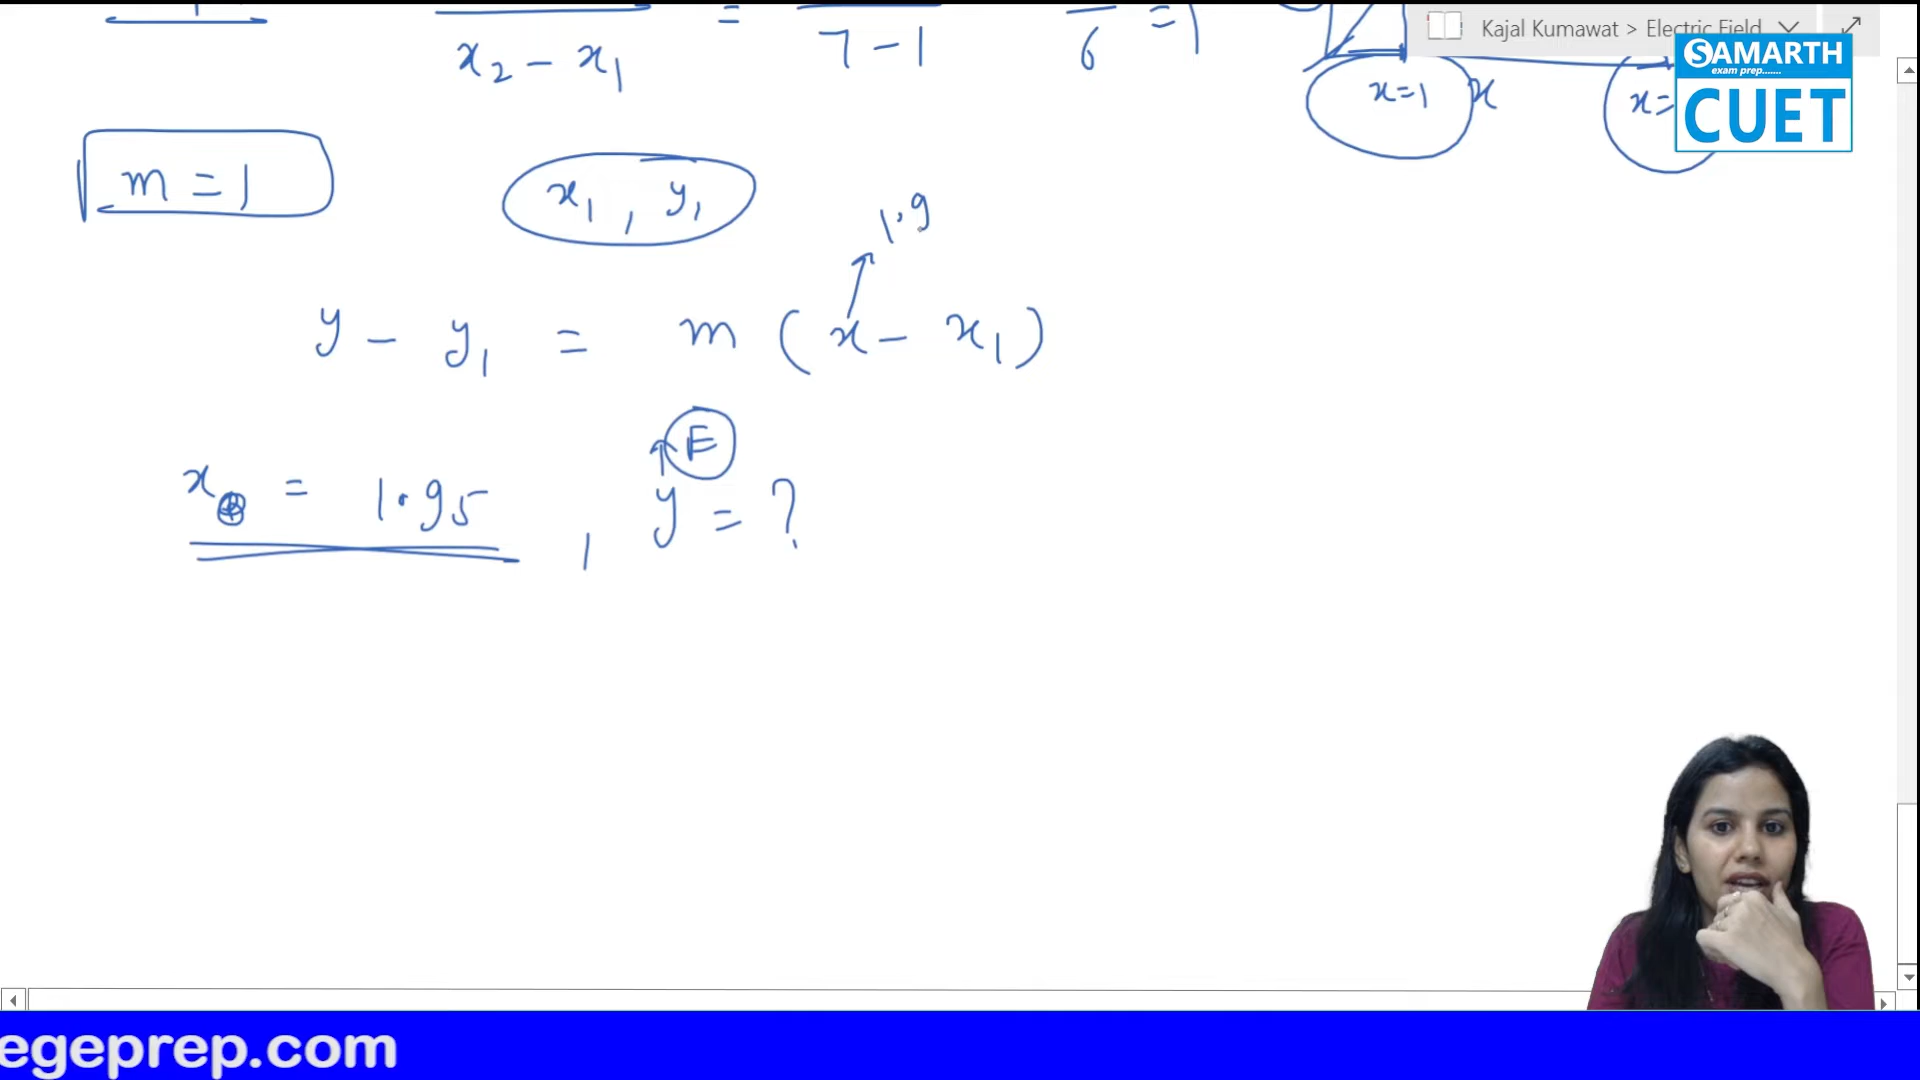 x₂ - x₁ = 7 - 1 6 = 1
Kajal Kumawat > Electric Field
SAMARTH
exam prep.......
CUET
x=1 x x=
m = 1
x₁ , y₁
1.9
y - y₁ = m ( x - x₁ )
E
x = 1.95 , y = ?
egeprep.com